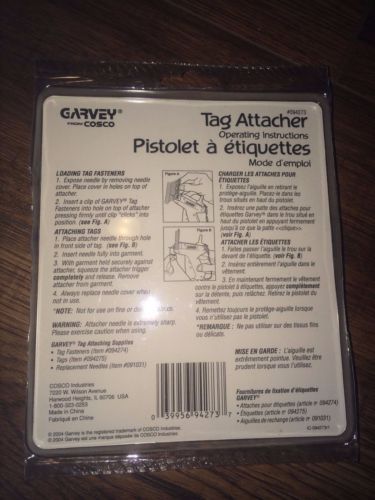 GARVEY®
FROM COSCO
#094273
Tag Attacher
Operating Instructions
Pistolet à étiquettes
Mode d'emploi
LOADING TAG FASTENERS
1. Expose needle by removing needle
cover. Place cover in holes on top of
attacher.
2. Insert a clip of GARVEY® Tag
Fasteners into hole on top of attacher
pressing firmly until clip "clicks" into
position. (see Fig. A)
ATTACHING TAGS
1. Place attacher needle through hole
in front side of tag. (see Fig. B)
2. Insert needle fully into garment.
3. With garment held securely against
attacher, squeeze the attacher trigger
completely and release. Remove
attacher from garment.
4. Always replace needle cover when
not in use.
*NOTE: Not for use on fine or
WARNING: Attacher needle is extremely sharp.
Please exercise caution when using.
GARVEY® Tag Attaching Supplies
• Tag Fasteners (Item #094274)
• Tags (Item #094275)
• Replacement Needles (Item #091031)
COSCO Industries
7220 W. Wilson Avenue
Harwood Heights, IL 60706 USA
1-800-323-0253
Made in China
Fabriqué en China
© 2004 Garvey is a registered trademark of COSCO Industries
© 2004 Garvey est une marque déposée de COSCO Industries
Figure A
Figure B
CHARGER LES ATTACHES POUR
ÉTIQUETTES
1. Exposez l'aiguille en retirant le
protège-aiguille. Placez-le dans les
trous situés en haut du pistolet.
2. Insérez une patte des attaches pour
étiquettes Garvey® dans le trou situé en
haut du pistolet en appuyant fermement
jusqu'à ce que la patte «clique».
(voir Fig. A)
ATTACHER LES ÉTIQUETTES
1. Faites passer l'aiguille au trou sur la
devant de l'étiquette. (voir Fig. B)
2. Insérez entièrement l'aiguille dans le
vêtement.
3. En maintenant fermement le vêtement
contre le pistolet à étiquettes, appuyez complètement
sur la détente, puis relâchez. Retirez le pistolet
du vêtement.
4. Remettez toujours le protège-aiguille lorsque
vous n'utilisez pas le pistolet.
*REMARQUE : Ne pas utiliser sur des tissus fins
ou délicats.
MISE EN GARDE : L'aiguille est
extrêmement pointue. Veuillez être
prudent lorsque vous l'utilisez.
Fournitures de fixation d'étiquettes
GARVEY®
• Attaches pour étiquettes (article nº 094274)
• Étiquettes (article nº 094275)
• Aiguilles de rechange (article nº 091031)
0 39956 94273 7